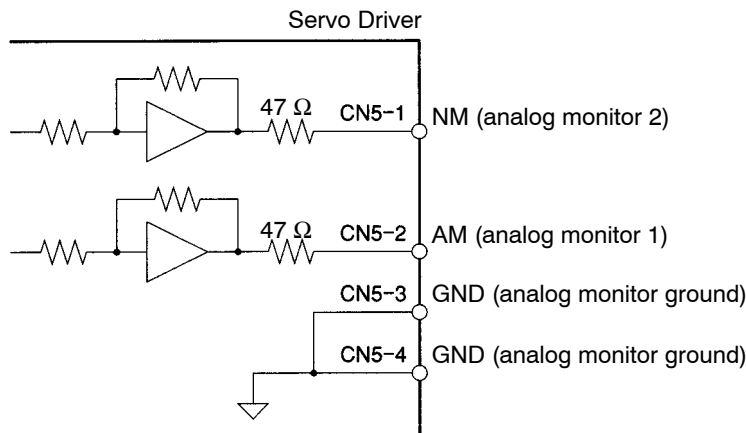 Servo Driver
47 Ω
CN5-1
NM (analog monitor 2)
47 Ω
CN5-2
AM (analog monitor 1)
CN5-3
GND (analog monitor ground)
CN5-4
GND (analog monitor ground)